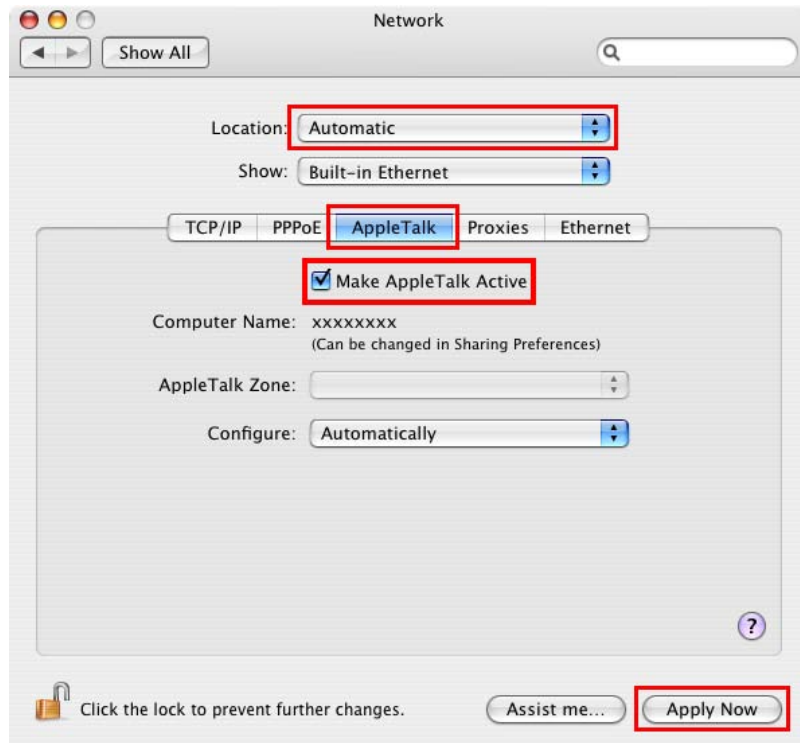 Network
Show All
Location: Automatic
Show: Built-in Ethernet
TCP/IP PPPoE AppleTalk Proxies Ethernet
Make AppleTalk Active
Computer Name: xxxxxxxx
(Can be changed in Sharing Preferences)
AppleTalk Zone:
Configure: Automatically
?
Click the lock to prevent further changes. Assist me... Apply Now